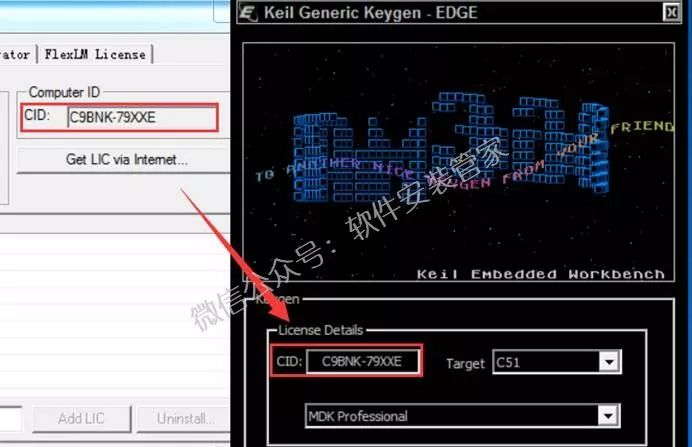 rator
FlexLM License
Computer ID
CID:
C9BNK-79XXE
Get LIC via Internet...
Add LIC
Uninstall...
Keil Generic Keygen - EDGE
TO ANOTHER NICE KEYGEN FROM YOUR FRIEND
Keil Embedded Workbench
Keygen
License Details
CID:
C9BNK-79XXE
Target
C51
MDK Professional
微信公众号：软件安装管家